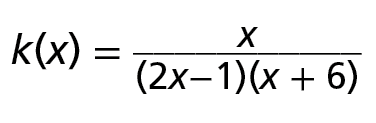 k(x) = x / (2x−1)(x + 6)